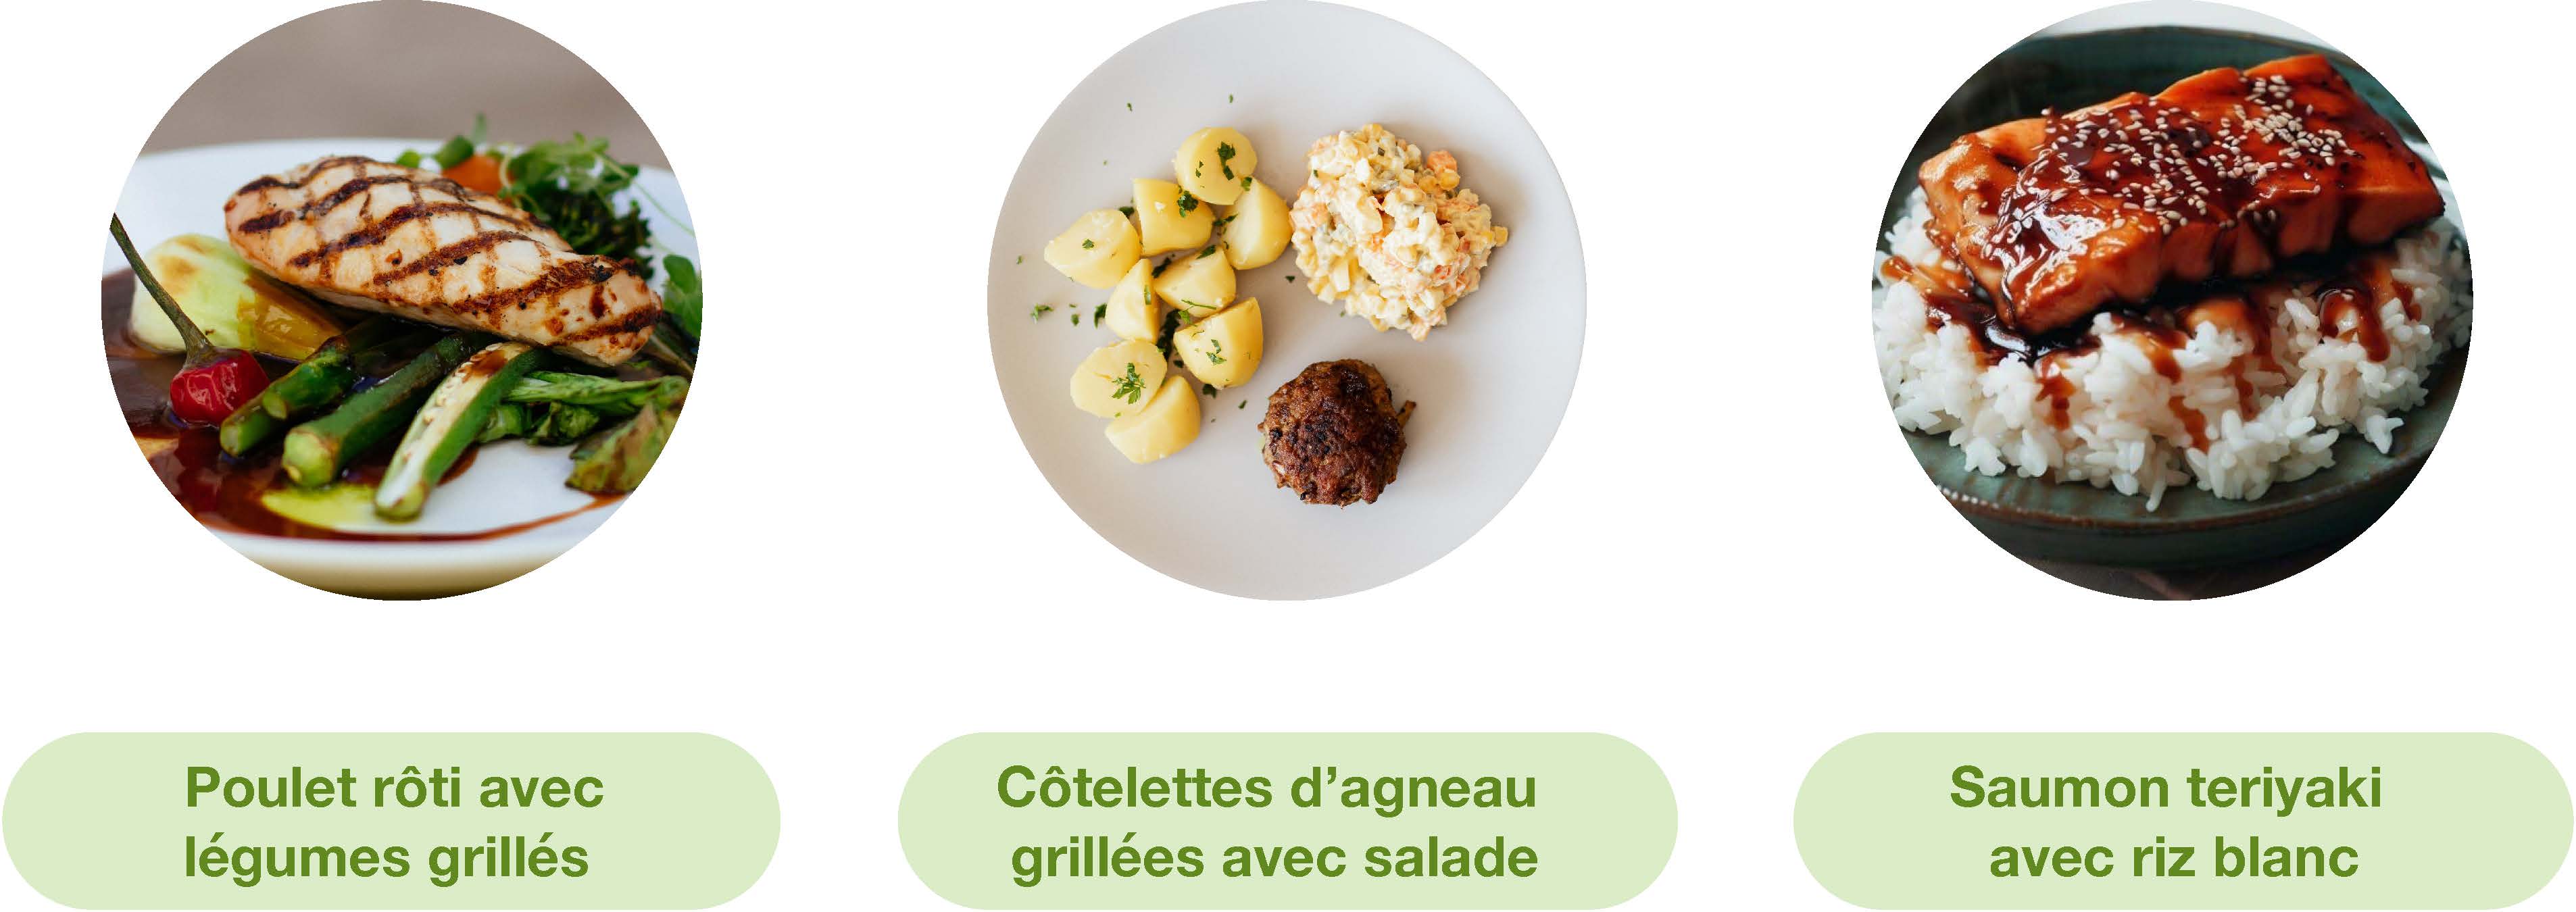 Poulet rôti avec
légumes grillés
Côtelettes d’agneau
grillées avec salade
Saumon teriyaki
avec riz blanc